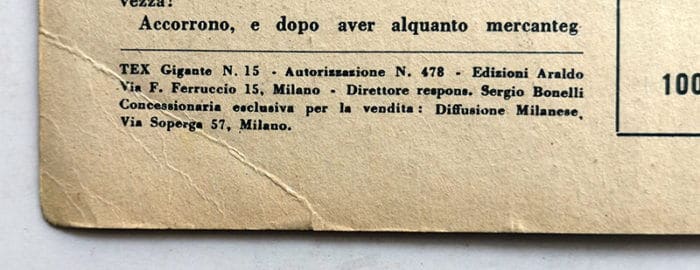 vezza!
Accorrono, e dopo aver alquanto mercanteg
TEX Gigante N. 15 - Autorizzazione N. 478 - Edizioni Araldo
Via F. Ferruccio 15, Milano - Direttore respons. Sergio Bonelli
Concessionaria esclusiva per la vendita: Diffusione Milanese,
Via Soperga 57, Milano.
100